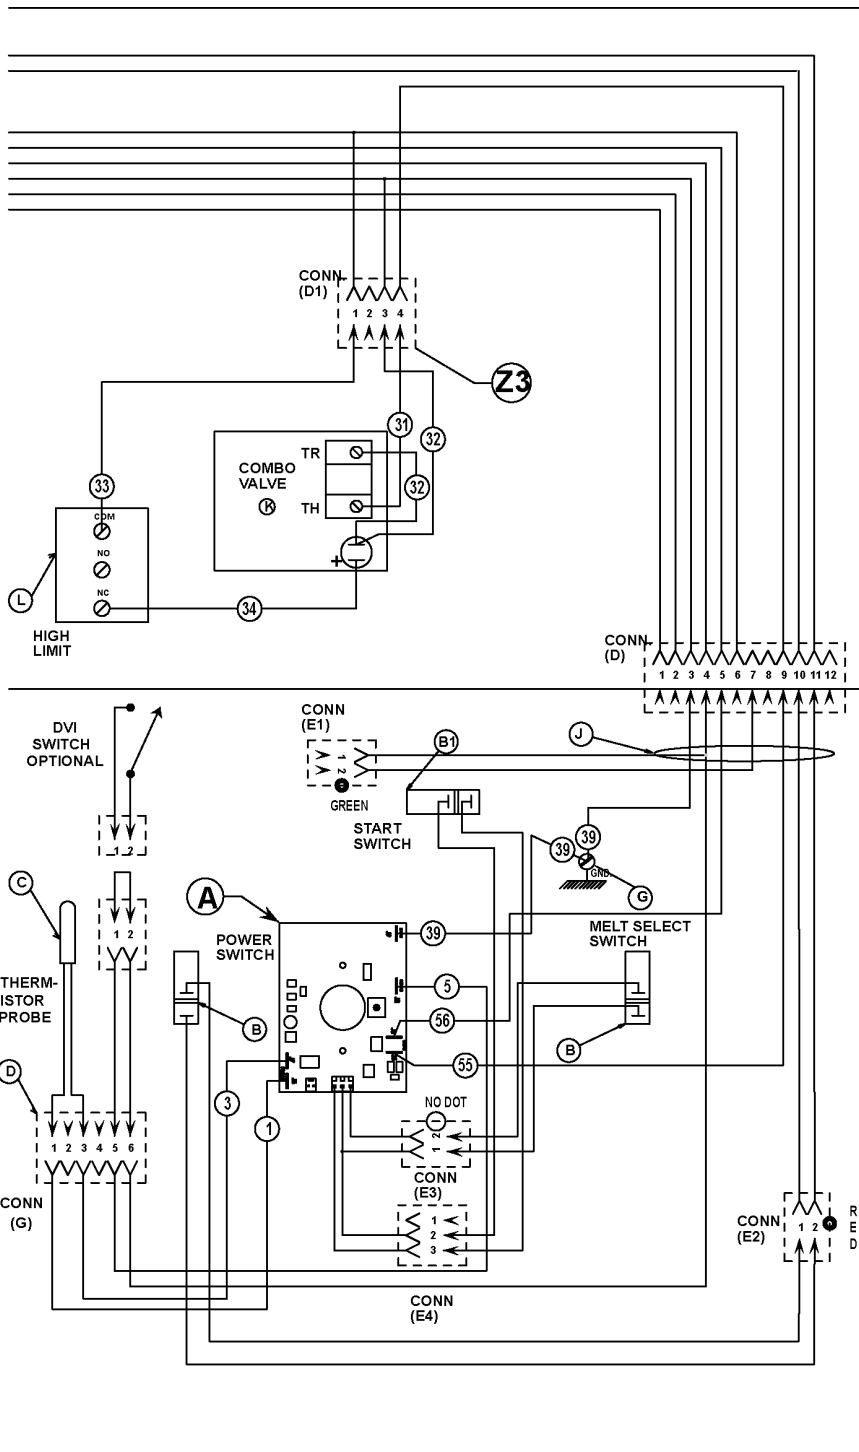 CONN.
(D1)
1 2 3 4
Z3
31
32
TR
COMBO
VALVE
32
33
K
TH
COM
NO
+
NC
L
34
HIGH
LIMIT
CONN.
(D)
1 2 3 4 5 6 7 8 9 10 11 12
DVI
SWITCH
OPTIONAL
CONN
(E1)
B1
J
1
2
GREEN
START
SWITCH
39
39
1 2
GND.
C
G
A
1 2
39
POWER
SWITCH
MELT SELECT
SWITCH
THERM-
ISTOR
PROBE
5
56
B
B
55
D
3
NO DOT
1
2
1
1 2 3 4 5 6
CONN
(E3)
CONN
(G)
1
2
3
CONN
(E2)
1 2
R
E
D
CONN
(E4)